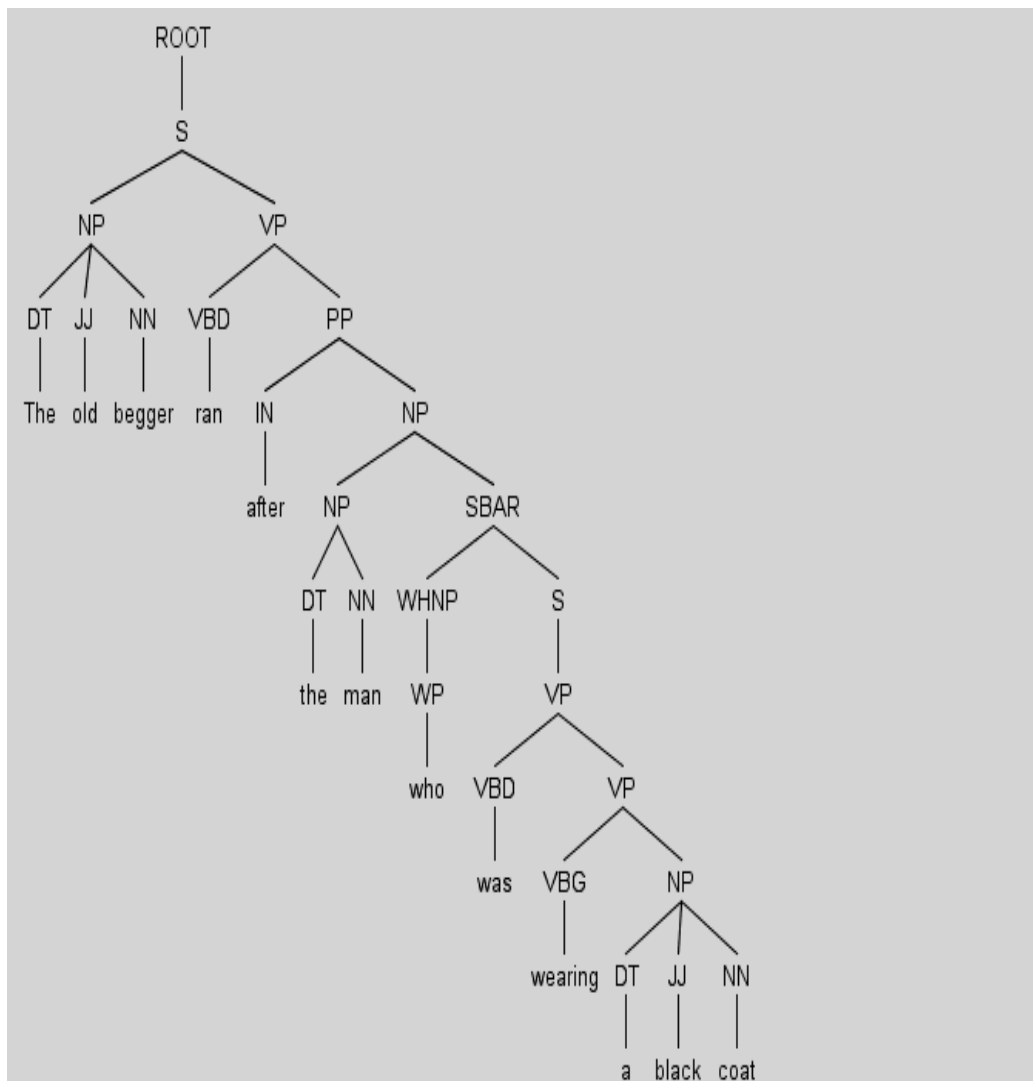 ROOT
S
NP VP
DT JJ NN VBD PP
The old begger ran IN NP
after NP SBAR
DT NN WHNP S
the man WP VP
who VBD VP
was VBG NP
wearing DT JJ NN
a black coat